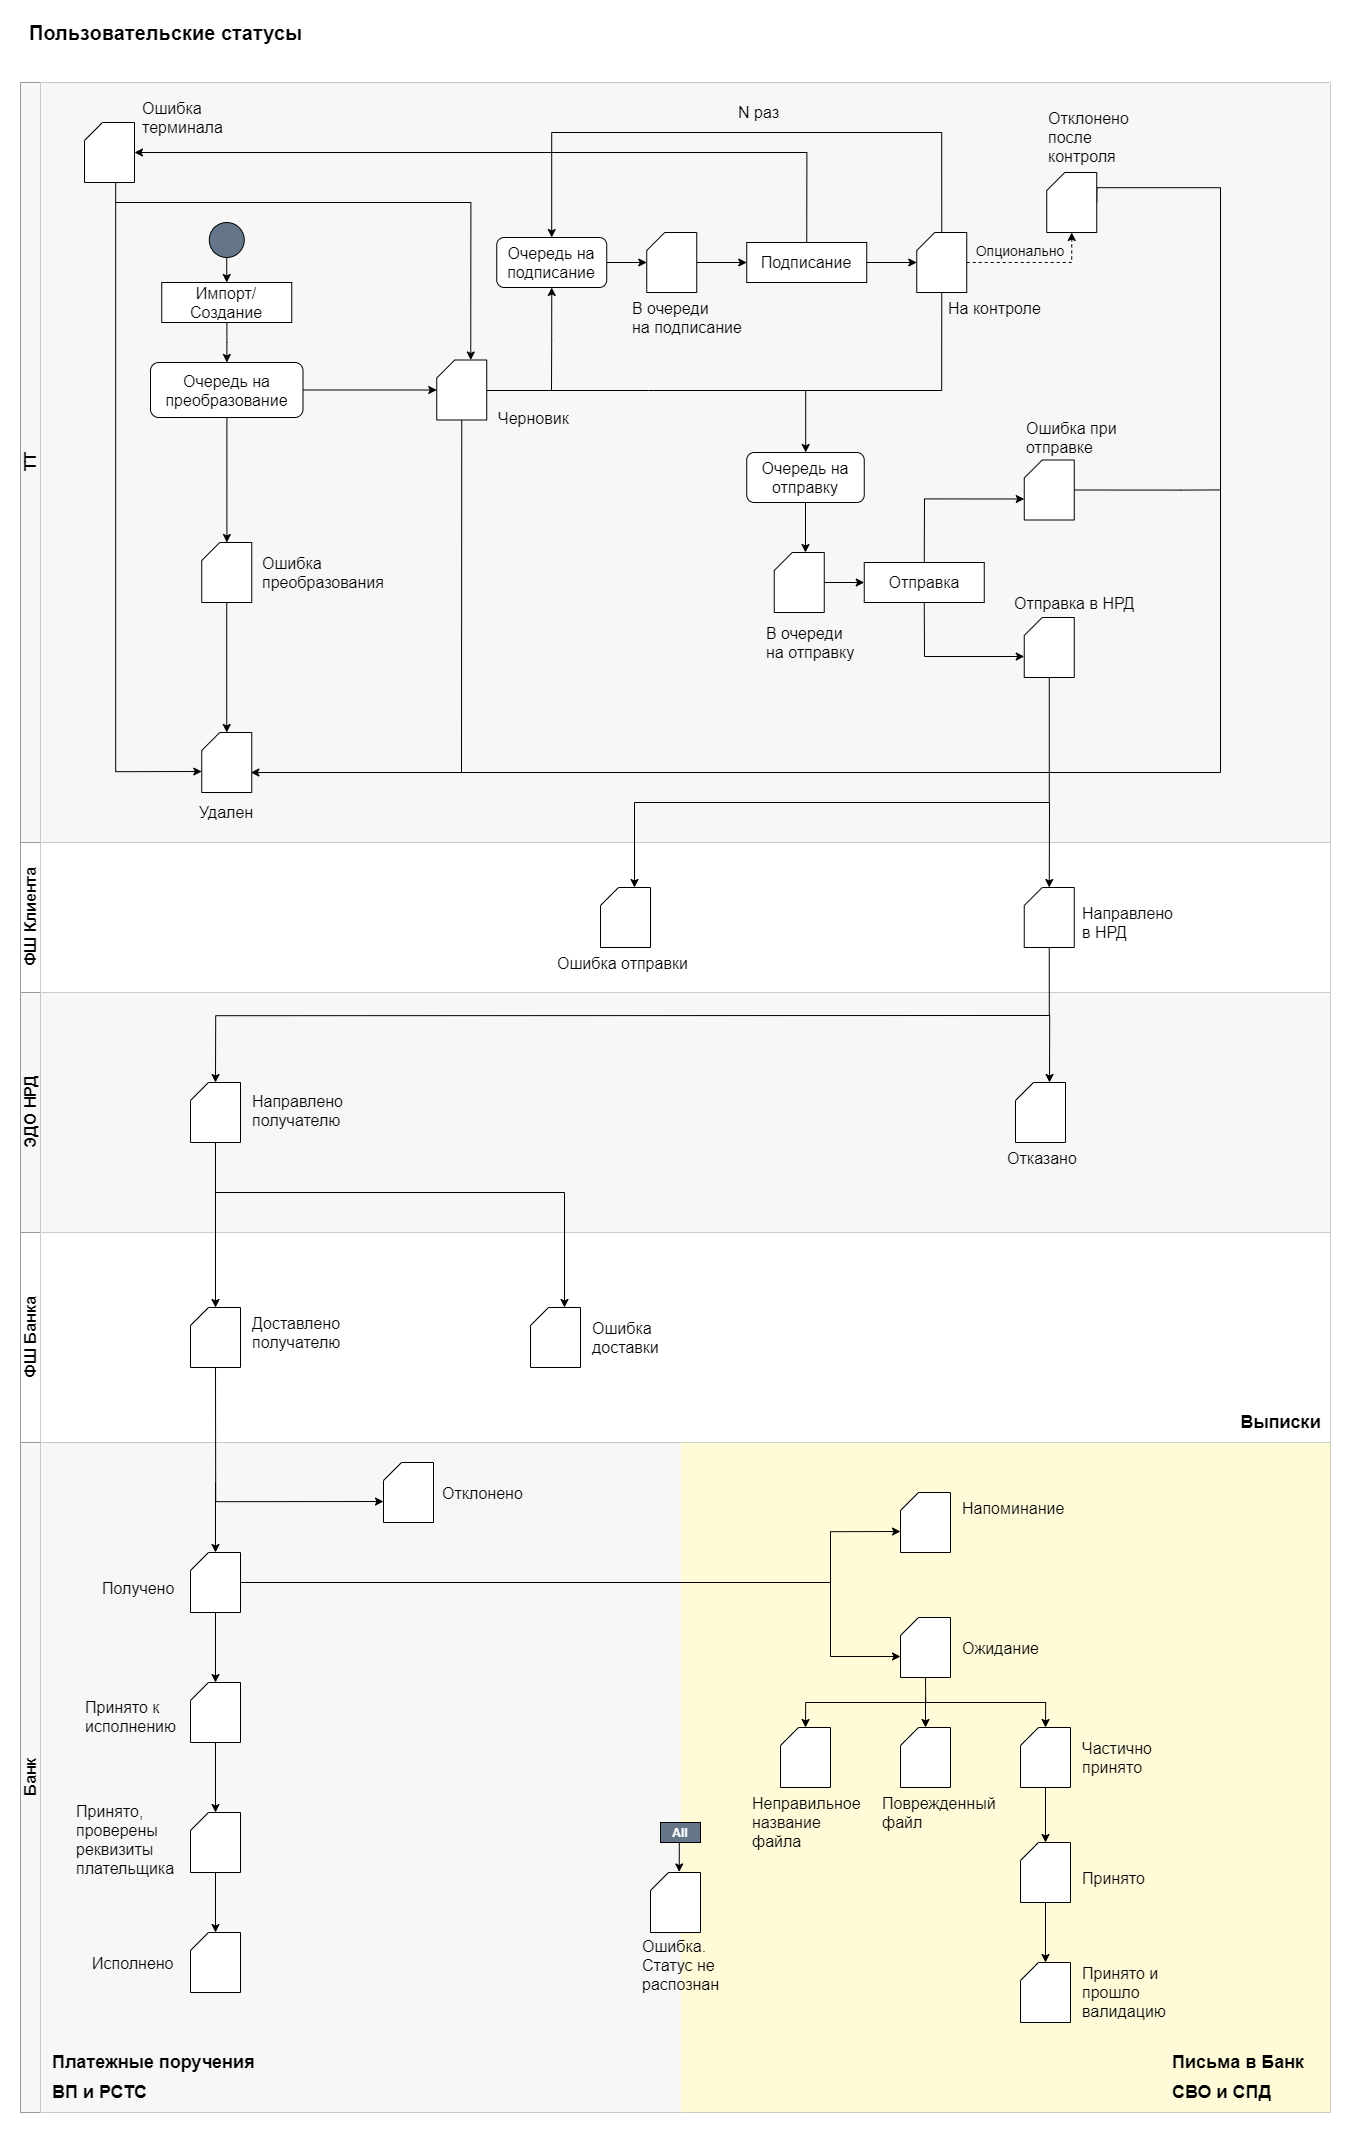 Пользовательские статусы
ТТ
Ошибка
терминала
N раз
Отклонено
после
контроля
Очередь на
подписание
В очереди
на подписание
Подписание
Опционально
На контроле
Импорт/
Создание
Очередь на
преобразование
Черновик
Ошибка при
отправке
Очередь на
отправку
Ошибка
преобразования
В очереди
на отправку
Отправка
Отправка в НРД
Удален
ФШ Клиента
Ошибка отправки
Направлено
в НРД
ЭДО НРД
Направлено
получателю
Отказано
ФШ Банка
Доставлено
получателю
Ошибка
доставки
Выписки
Банк
Отклонено
Напоминание
Получено
Ожидание
Принято к
исполнению
Неправильное
название
файла
Поврежденный
файл
Частично
принято
Принято,
проверены
реквизиты
плательщика
All
Принято
Исполнено
Ошибка.
Статус не
распознан
Принято и
прошло
валидацию
Платежные поручения
ВП и РСТС
Письма в Банк
СВО и СПД